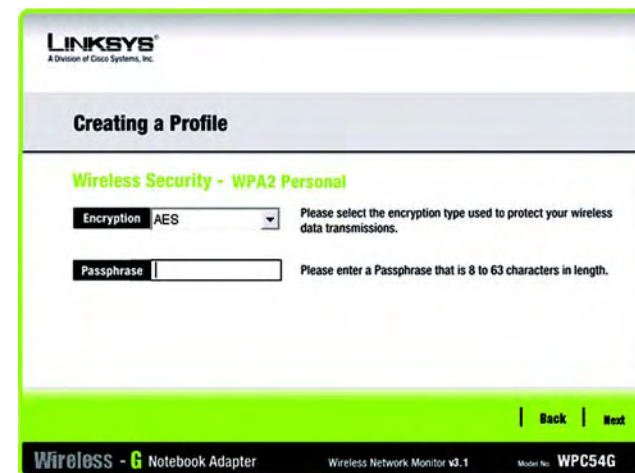 LINKSYS®
A Division of Cisco Systems, Inc.
Creating a Profile
Wireless Security - WPA2 Personal
Encryption AES Please select the encryption type used to protect your wireless
data transmissions.
Passphrase Please enter a Passphrase that is 8 to 63 characters in length.
Back Next
Wireless - G Notebook Adapter Wireless Network Monitor v3.1 Model No. WPC54G